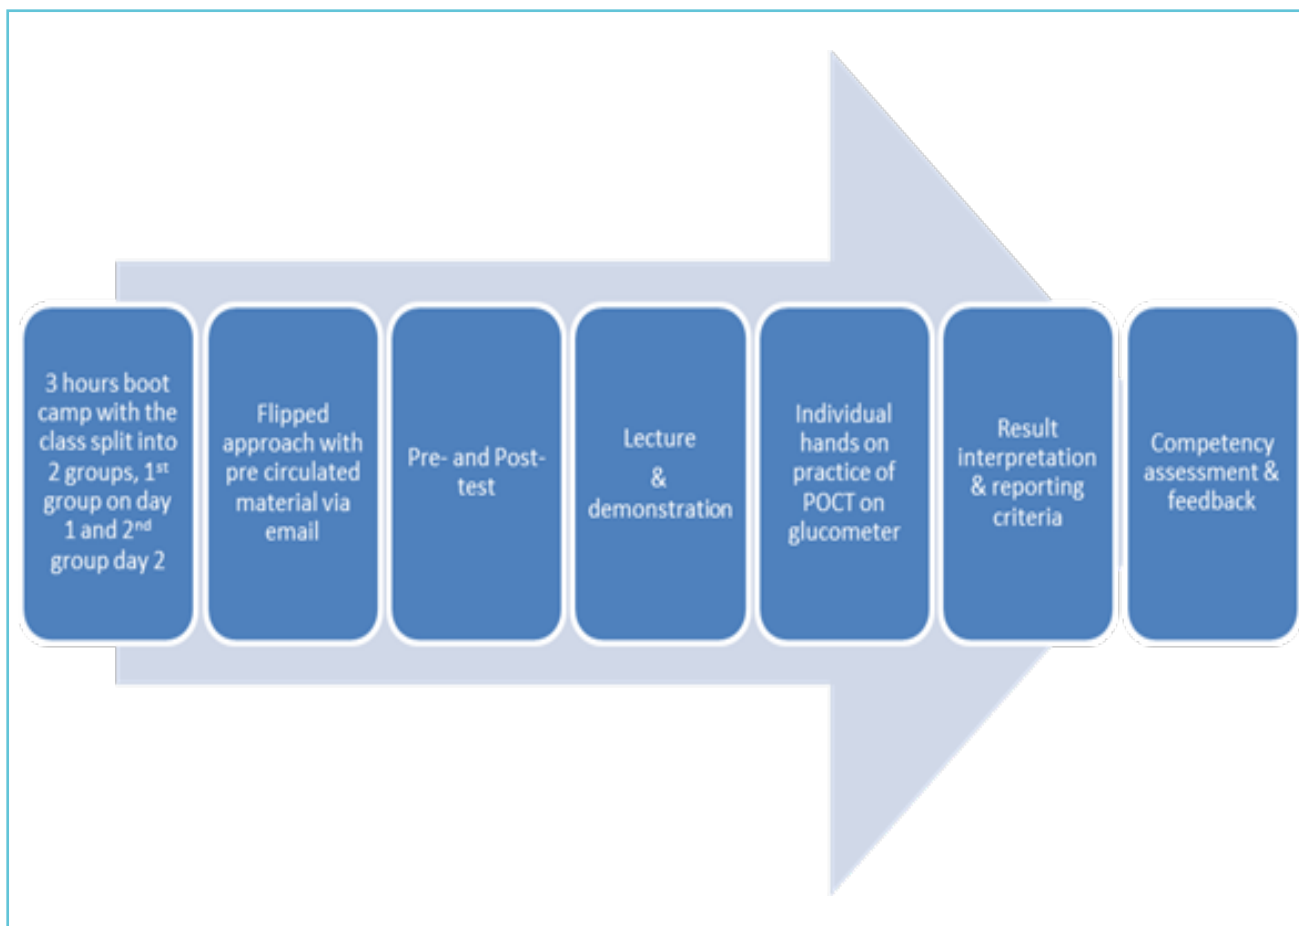 3 hours boot
camp with the
class split into
2 groups, 1st
group on day
1 and 2nd
group day 2
Flipped
approach with
pre circulated
material via
email
Pre- and Post-
test
Lecture
&
demonstration
Individual
hands on
practice of
POCT on
glucometer
Result
interpretation
& reporting
criteria
Competency
assessment &
feedback